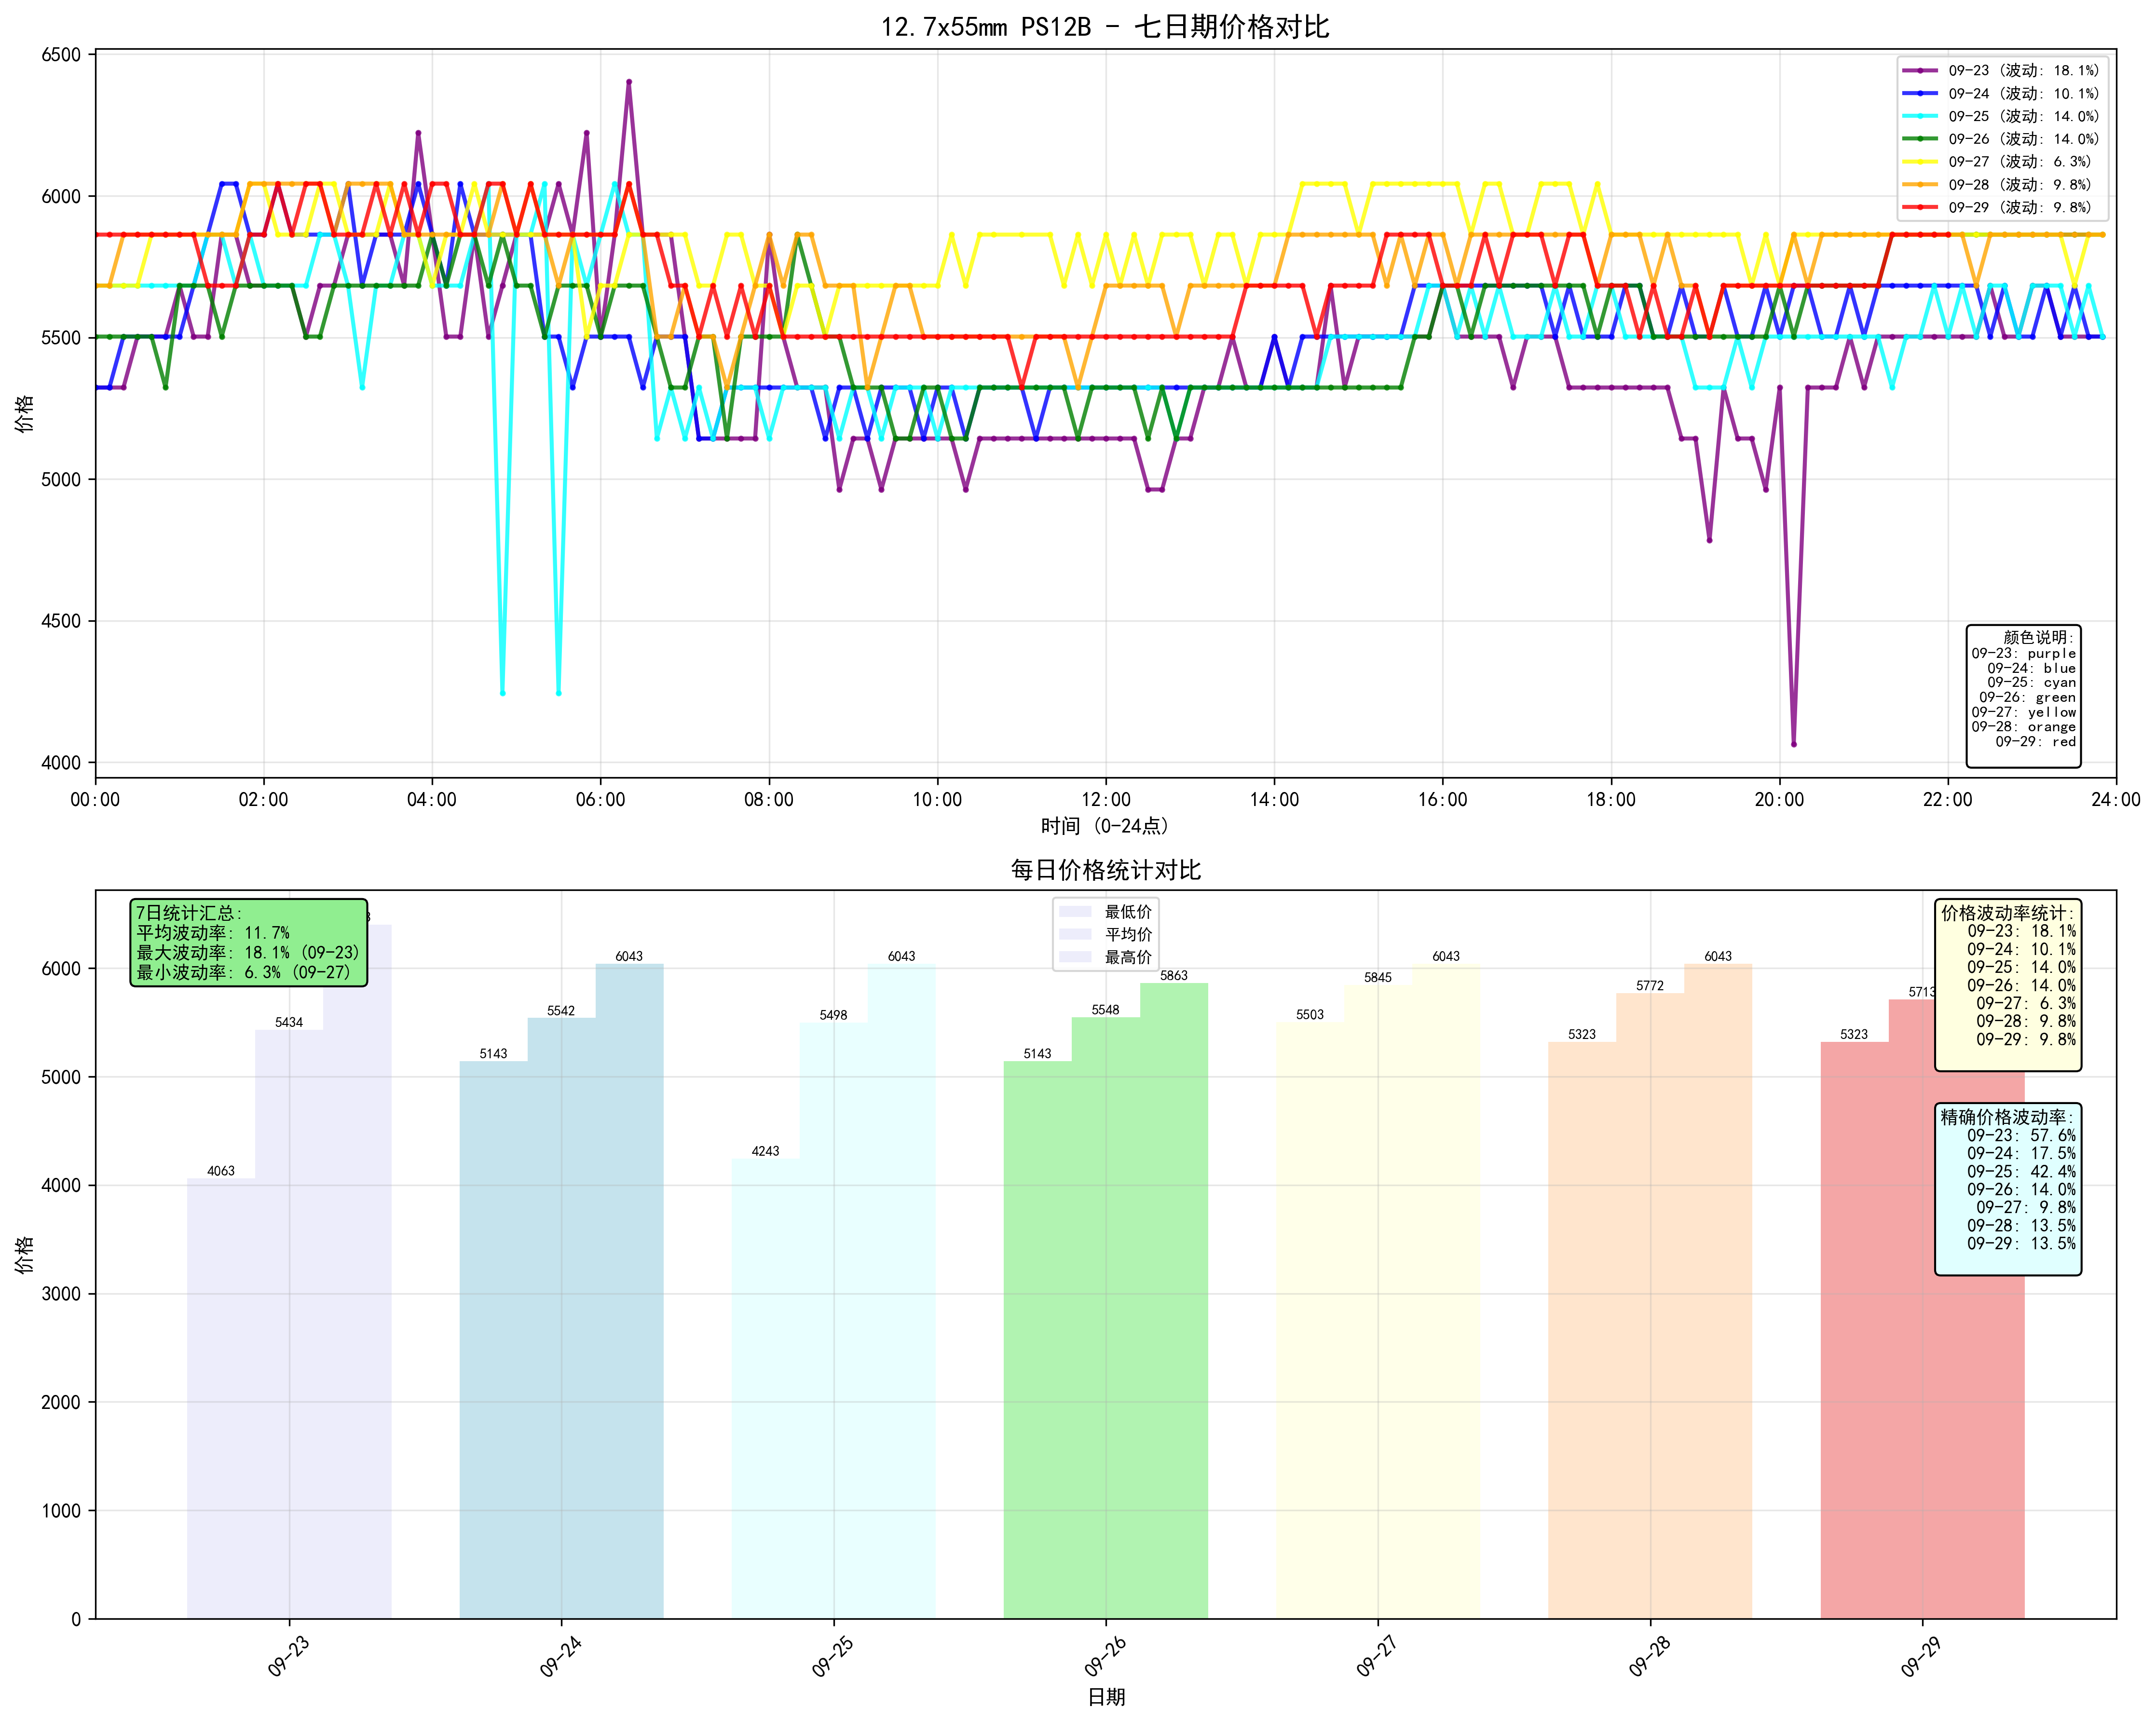 12.7x55mm PS12B - 七日期价格对比
6500
6000
5500
5000
4500
4000
价格
09-23 (波动: 18.1%)
09-24 (波动: 10.1%)
09-25 (波动: 14.0%)
09-26 (波动: 14.0%)
09-27 (波动: 6.3%)
09-28 (波动: 9.8%)
09-29 (波动: 9.8%)
颜色说明:
09-23: purple
09-24: blue
09-25: cyan
09-26: green
09-27: yellow
09-28: orange
09-29: red
00:00 02:00 04:00 06:00 08:00 10:00 12:00 14:00 16:00 18:00 20:00 22:00 24:00
时间 (0-24点)
每日价格统计对比
7日统计汇总:
平均波动率: 11.7%
最大波动率: 18.1% (09-23)
最小波动率: 6.3% (09-27)
最低价
平均价
最高价
价格波动率统计:
09-23: 18.1%
09-24: 10.1%
09-25: 14.0%
09-26: 14.0%
09-27: 6.3%
09-28: 9.8%
09-29: 9.8%
精确价格波动率:
09-23: 57.6%
09-24: 17.5%
09-25: 42.4%
09-26: 14.0%
09-27: 9.8%
09-28: 13.5%
09-29: 13.5%
4063 5434
5143 5542 6043
4243 5498 6043
5143 5548 5863
5503 5845 6043
5323 5772 6043
5323 5713
6000
5000
4000
3000
2000
1000
0
价格
09-23 09-24 09-25 09-26 09-27 09-28 09-29
日期